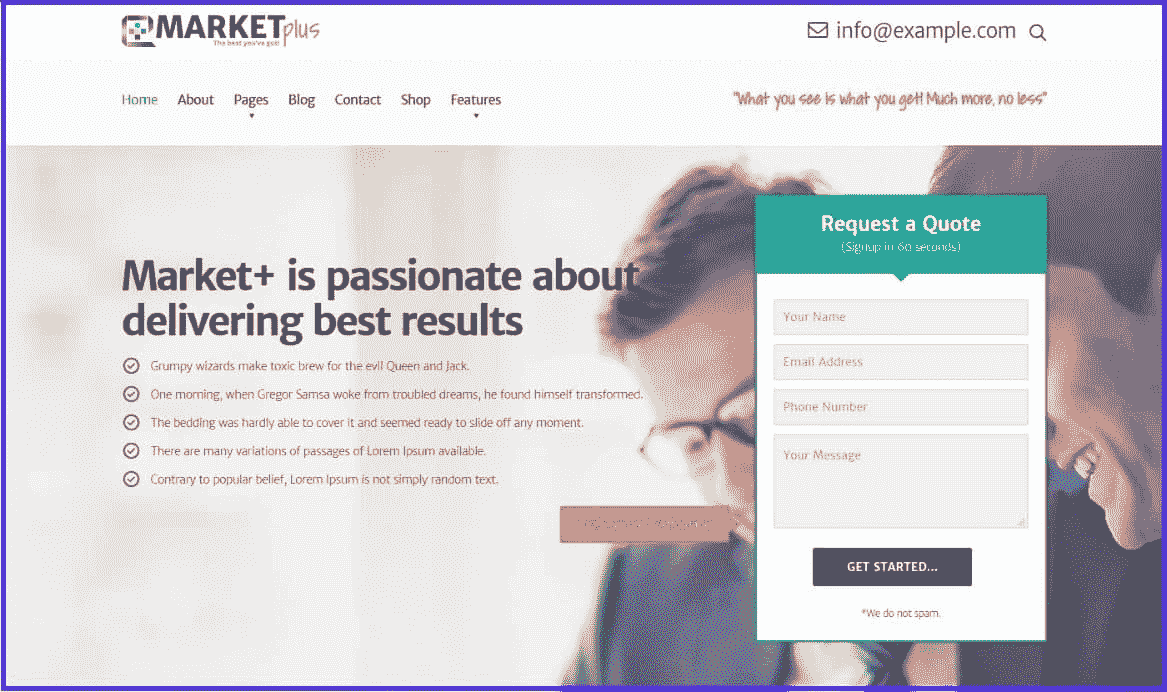 MARKETplus
The best you've got!
info@example.com
Home About Pages Blog Contact Shop Features
"What you see is what you get! Much more, no less"
Market+ is passionate about
delivering best results
Grumpy wizards make toxic brew for the evil Queen and Jack.
One morning, when Gregor Samsa woke from troubled dreams, he found himself transformed.
The bedding was hardly able to cover it and seemed ready to slide off any moment.
There are many variations of passages of Lorem Ipsum available.
Contrary to popular belief, Lorem Ipsum is not simply random text.
Request a Quote
(Signup in 60 seconds)
Your Name
Email Address
Phone Number
Your Message
GET STARTED...
*We do not spam.